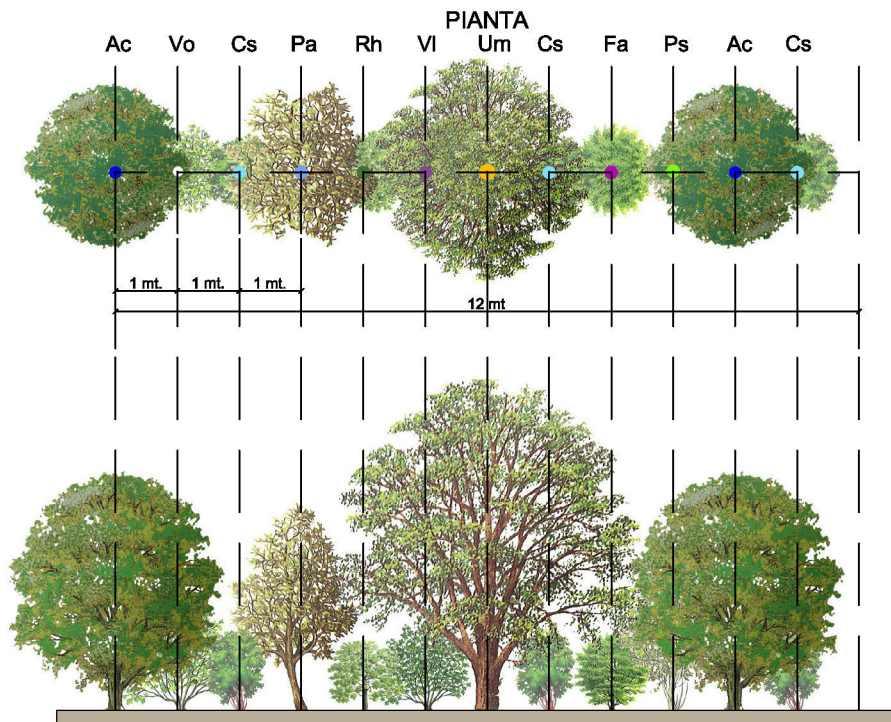 PIANTA
Ac Vo Cs Pa Rh Vl Um Cs Fa Ps Ac Cs
1 mt. 1 mt. 1 mt.
12 mt